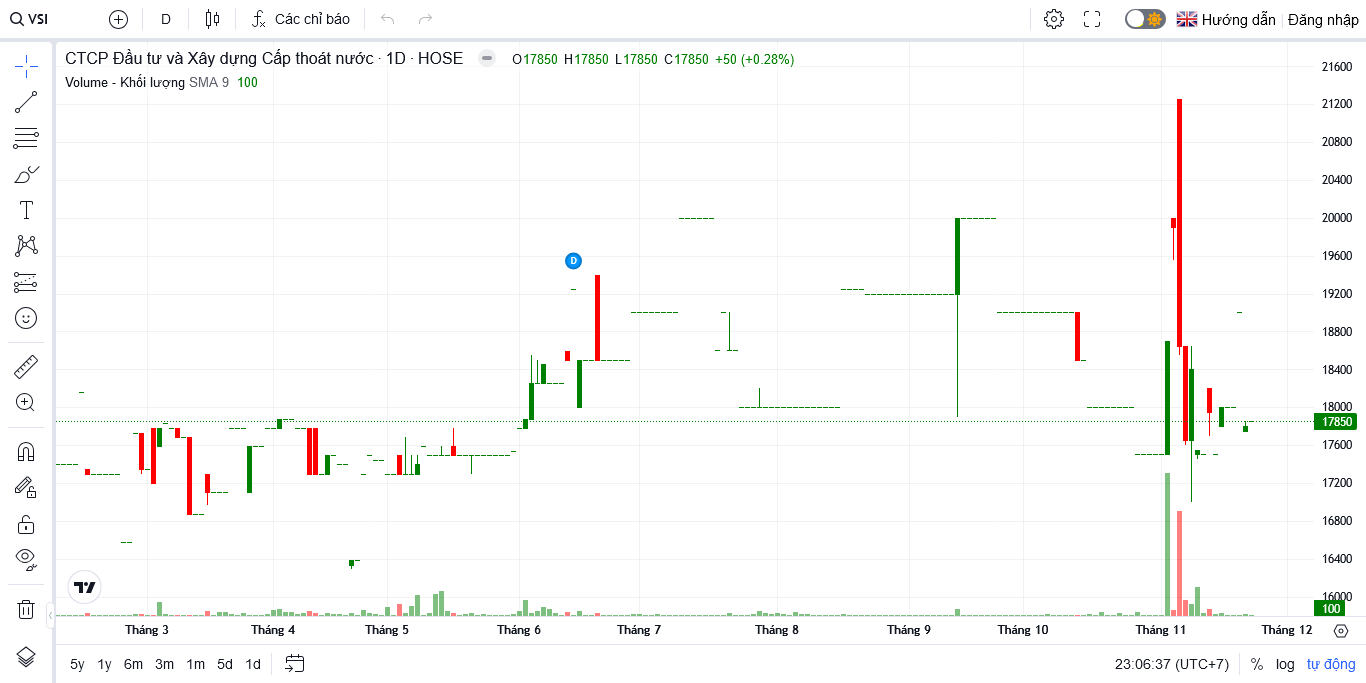 VSI D Các chỉ báo Hướng dẫn Đăng nhập
CTCP Đầu tư và Xây dựng Cấp thoát nước · 1D · HOSE O17850 H17850 L17850 C17850 +50 (+0.28%)
Volume - Khối lượng SMA 9 100
21600
21200
20800
20400
20000
19600
19200
18800
18400
18000
17850
17600
17200
16800
16400
16000
100
D
Tháng 3 Tháng 4 Tháng 5 Tháng 6 Tháng 7 Tháng 8 Tháng 9 Tháng 10 Tháng 11 Tháng 12
5y 1y 6m 3m 1m 5d 1d 23:06:37 (UTC+7) % log tự động